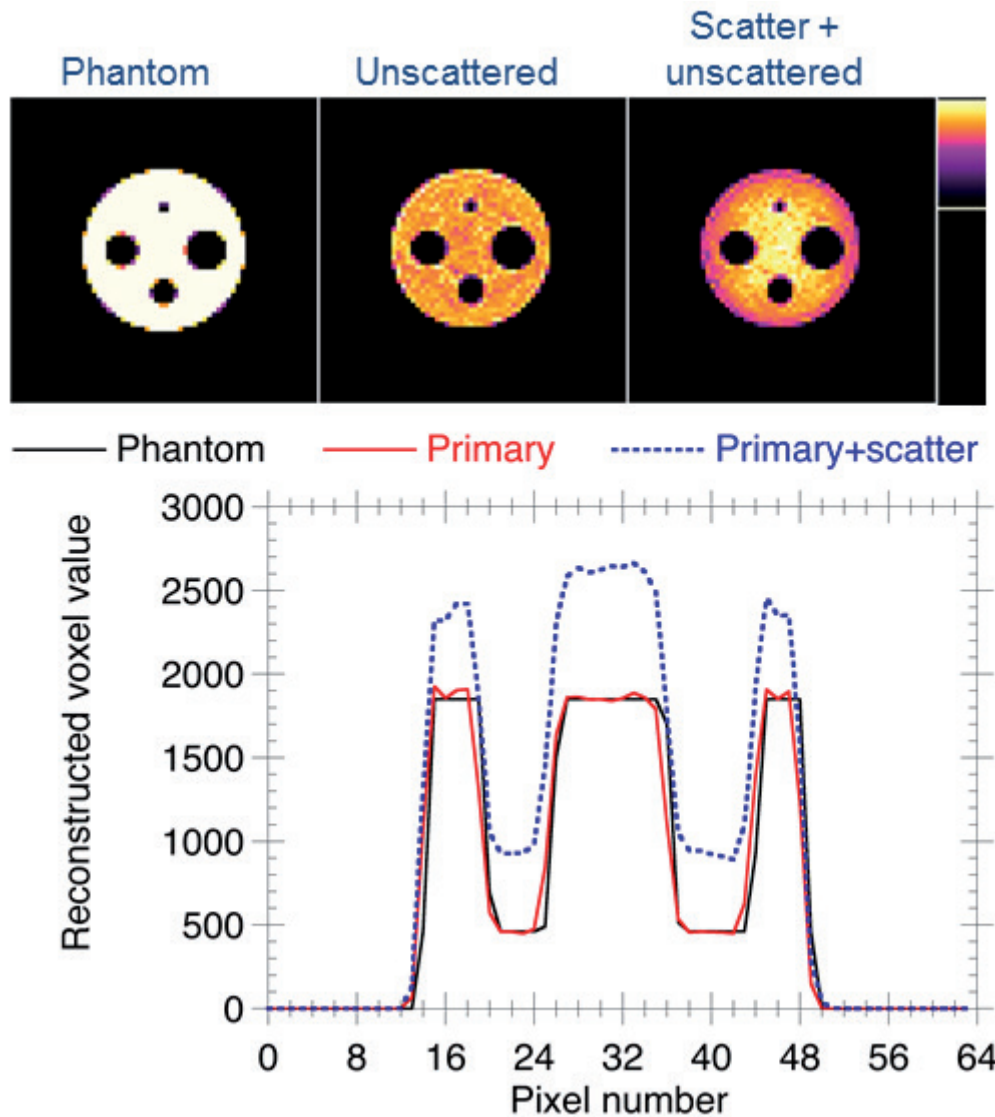 Phantom
Unscattered
Scatter +
unscattered
Phantom
Primary
Primary+scatter
Reconstructed voxel value
3000
2500
2000
1500
1000
500
0
0
16
24
32
40
48
56
64
Pixel number